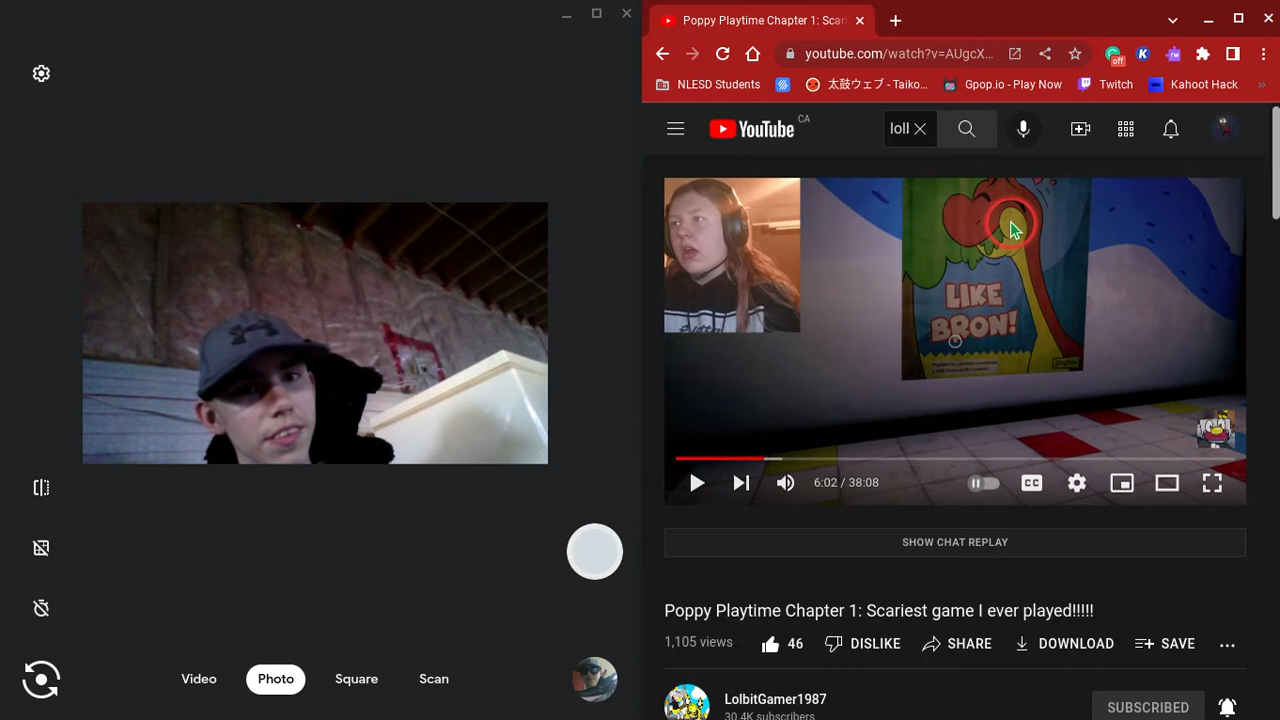 Poppy Playtime Chapter 1: Scari
youtube.com/watch?v=AUgcX...
off
NLESD Students
太鼓ウェブ - Taiko...
Gpop.io - Play Now
Twitch
Kahoot Hack
»
YouTube CA
loll
LIKE
BRON!
6:02 / 38:08
CC
SHOW CHAT REPLAY
Poppy Playtime Chapter 1: Scariest game I ever played!!!!!
1,105 views
46
DISLIKE
SHARE
DOWNLOAD
SAVE
LolbitGamer1987
30.4K subscribers
SUBSCRIBED
Video
Photo
Square
Scan